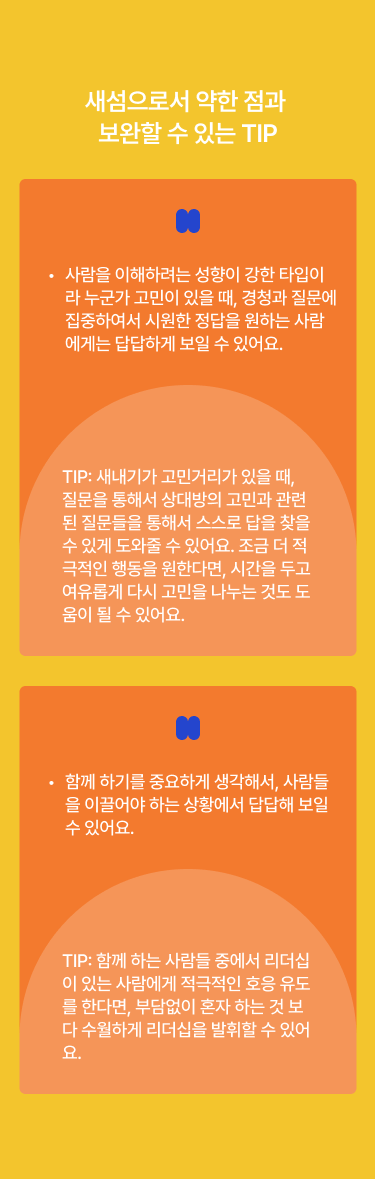 새섬으로서 약한 점과
보완할 수 있는 TIP
• 사람을 이해하려는 성향이 강한 타입이
라 누군가 고민이 있을 때, 경청과 질문에
집중하여서 시원한 정답을 원하는 사람
에게는 답답하게 보일 수 있어요.
TIP: 새내기가 고민거리가 있을 때,
질문을 통해서 상대방의 고민과 관련
된 질문들을 통해서 스스로 답을 찾을
수 있게 도와줄 수 있어요. 조금 더 적
극적인 행동을 원한다면, 시간을 두고
여유롭게 다시 고민을 나누는 것도 도
움이 될 수 있어요.
• 함께 하기를 중요하게 생각해서, 사람들
을 이끌어야 하는 상황에서 답답해 보일
수 있어요.
TIP: 함께 하는 사람들 중에서 리더십
이 있는 사람에게 적극적인 호응 유도
를 한다면, 부담없이 혼자 하는 것 보
다 수월하게 리더십을 발휘할 수 있어
요.